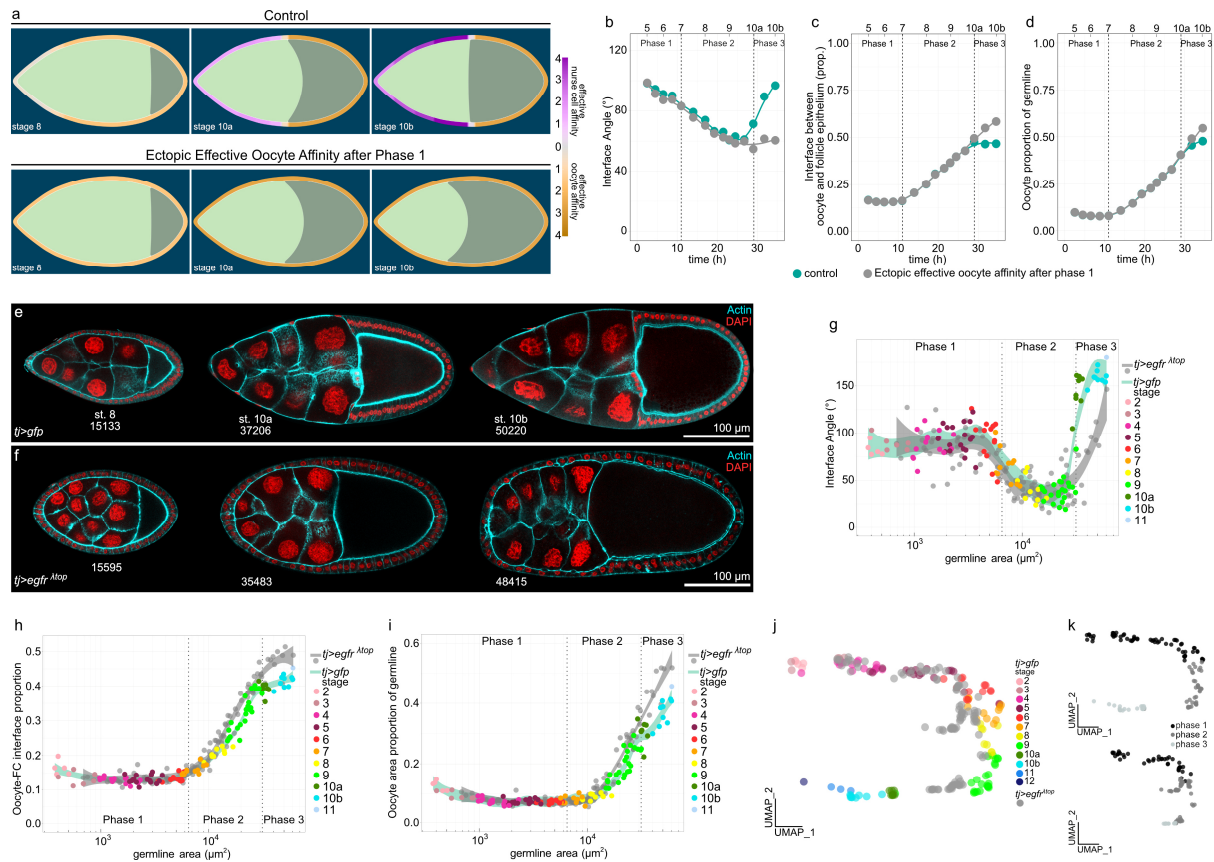 a
Control
stage 8
stage 10a
stage 10b
Ectopic Effective Oocyte Affinity after Phase 1
stage 8
stage 10a
stage 10b
4
3
2
1
0
1
2
3
4
effective
nurse cell affinity
effective
oocyte affinity
b
5 6 7 8 9 10a 10b
Phase 1 Phase 2 Phase 3
120
80
40
0
Interface Angle (°)
0 10 20 30
time (h)
c
5 6 7 8 9 10a 10b
Phase 1 Phase 2 Phase 3
1.00
0.75
0.50
0.25
0.00
Interface between
oocyte and follicle epithelium (prop.)
0 10 20 30
time (h)
d
5 6 7 8 9 10a 10b
Phase 1 Phase 2 Phase 3
1.00
0.75
0.50
0.25
0.00
Oocyte proportion of germline
0 10 20 30
time (h)
control
Ectopic effective oocyte affinity after phase 1
e
Actin
DAPI
st. 8
15133
st. 10a
37206
st. 10b
50220
tj>gfp
100 µm
f
Actin
DAPI
15595
35483
48415
tj>egfr λtop
100 µm
g
Phase 1 Phase 2 Phase 3
150
100
50
0
Interface Angle (°)
10³ 10⁴
germline area (µm²)
tj>egfr λtop
tj>gfp
stage
2
3
4
5
6
7
8
9
10a
10b
11
h
0.5
0.4
0.3
0.2
0.1
0.0
Oocyte-FC interface proportion
Phase 1 Phase 2 Phase 3
10³ 10⁴
germline area (µm²)
tj>egfr λtop
tj>gfp
stage
2
3
4
5
6
7
8
9
10a
10b
11
i
Phase 1 Phase 2 Phase 3
0.6
0.4
0.2
0.0
Oocyte area proportion of germline
10³ 10⁴
germline area (µm²)
tj>egfr λtop
tj>gfp
stage
2
3
4
5
6
7
8
9
10a
10b
11
j
UMAP_2
UMAP_1
tj>gfp
stage
2
3
4
5
6
7
8
9
10a
10b
11
12
tj>egfr λtop
k
UMAP_2
UMAP_1
phase 1
phase 2
phase 3
UMAP_2
UMAP_1